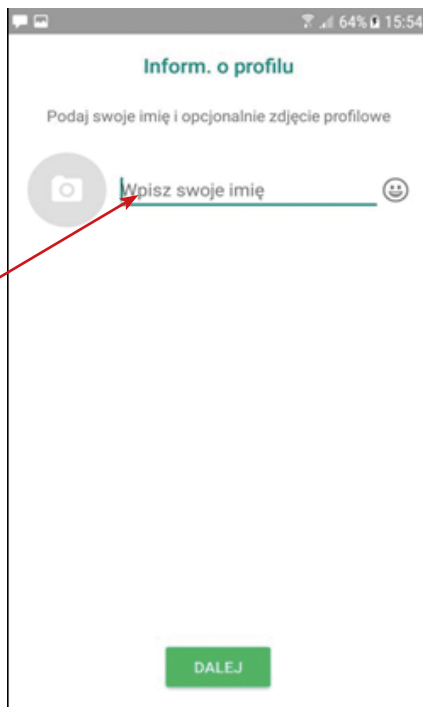 64% 15:54
Inform. o profilu
Podaj swoje imię i opcjonalnie zdjęcie profilowe
Wpisz swoje imię
DALEJ